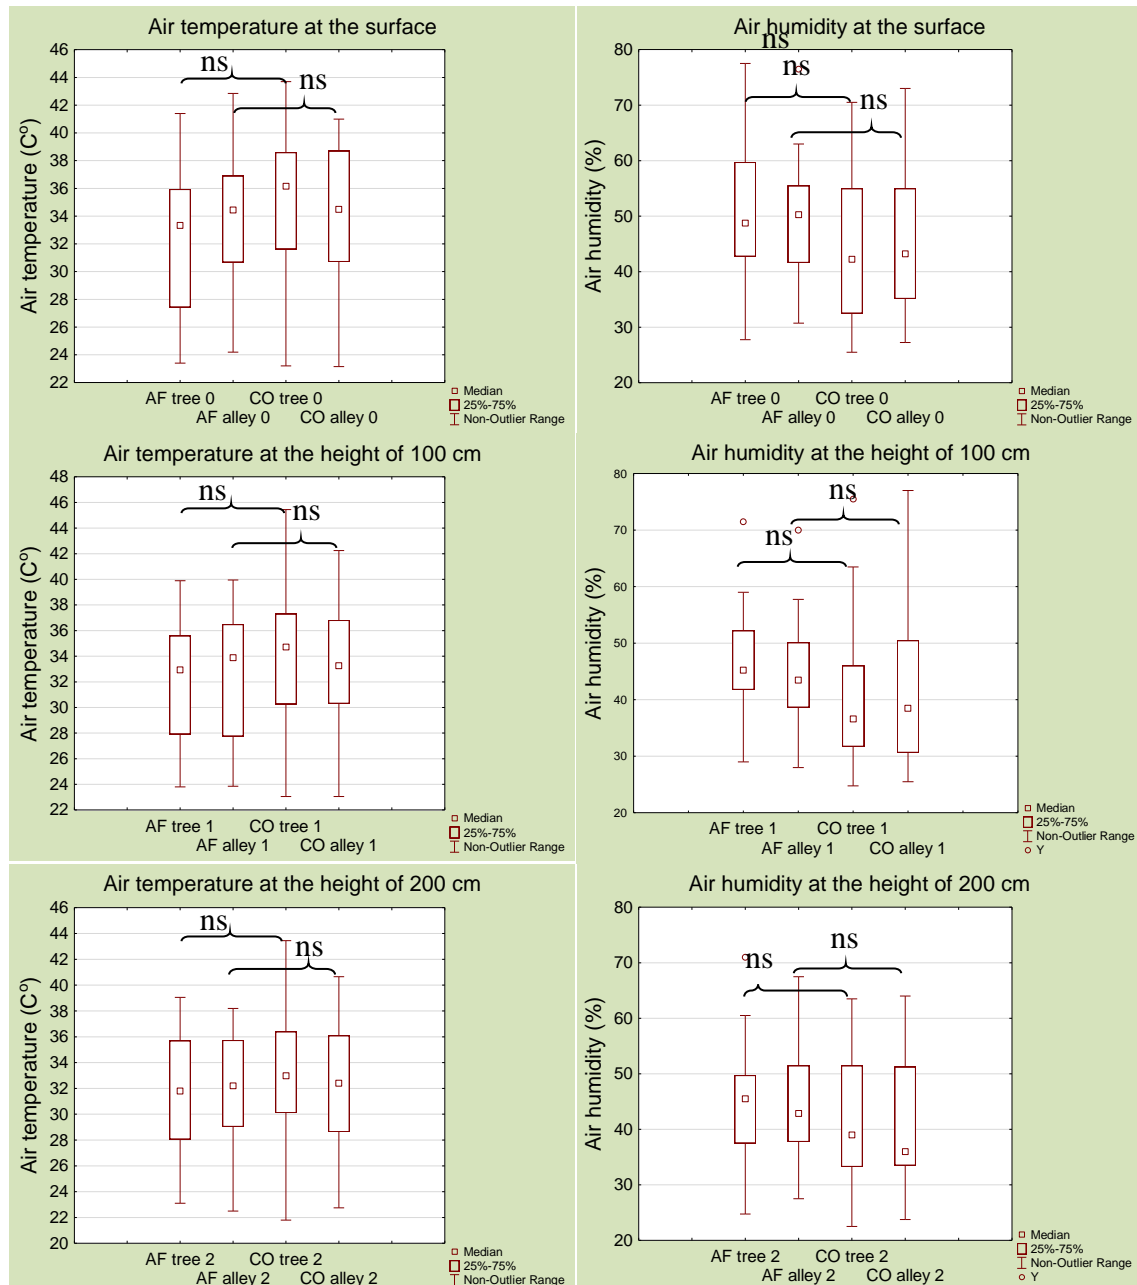 Air temperature at the surface
46
44
42
40
38
36
34
32
30
28
26
24
22
Air temperature (C°)
ns
ns
AF tree 0
CO tree 0
AF alley 0
CO alley 0
Median
25%-75%
Non-Outlier Range
Air humidity at the surface
80
70
60
50
40
30
20
Air humidity (%)
ns
ns
ns
AF tree 0
CO tree 0
AF alley 0
CO alley 0
Median
25%-75%
Non-Outlier Range
Air temperature at the height of 100 cm
48
46
44
42
40
38
36
34
32
30
28
26
24
22
Air temperature (C°)
ns
ns
AF tree 1
CO tree 1
AF alley 1
CO alley 1
Median
25%-75%
Non-Outlier Range
Air humidity at the height of 100 cm
80
70
60
50
40
30
20
Air humidity (%)
ns
ns
AF tree 1
CO tree 1
AF alley 1
CO alley 1
Median
25%-75%
Non-Outlier Range
Y
Air temperature at the height of 200 cm
46
44
42
40
38
36
34
32
30
28
26
24
22
20
Air temperature (C°)
ns
ns
AF tree 2
CO tree 2
AF alley 2
CO alley 2
Median
25%-75%
Non-Outlier Range
Air humidity at the height of 200 cm
80
70
60
50
40
30
20
Air humidity (%)
ns
ns
AF tree 2
CO tree 2
AF alley 2
CO alley 2
Median
25%-75%
Non-Outlier Range
Y